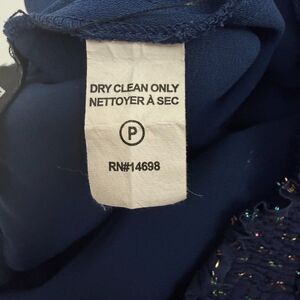 DRY CLEAN ONLY
NETTOYER À SEC
P
RN#14698